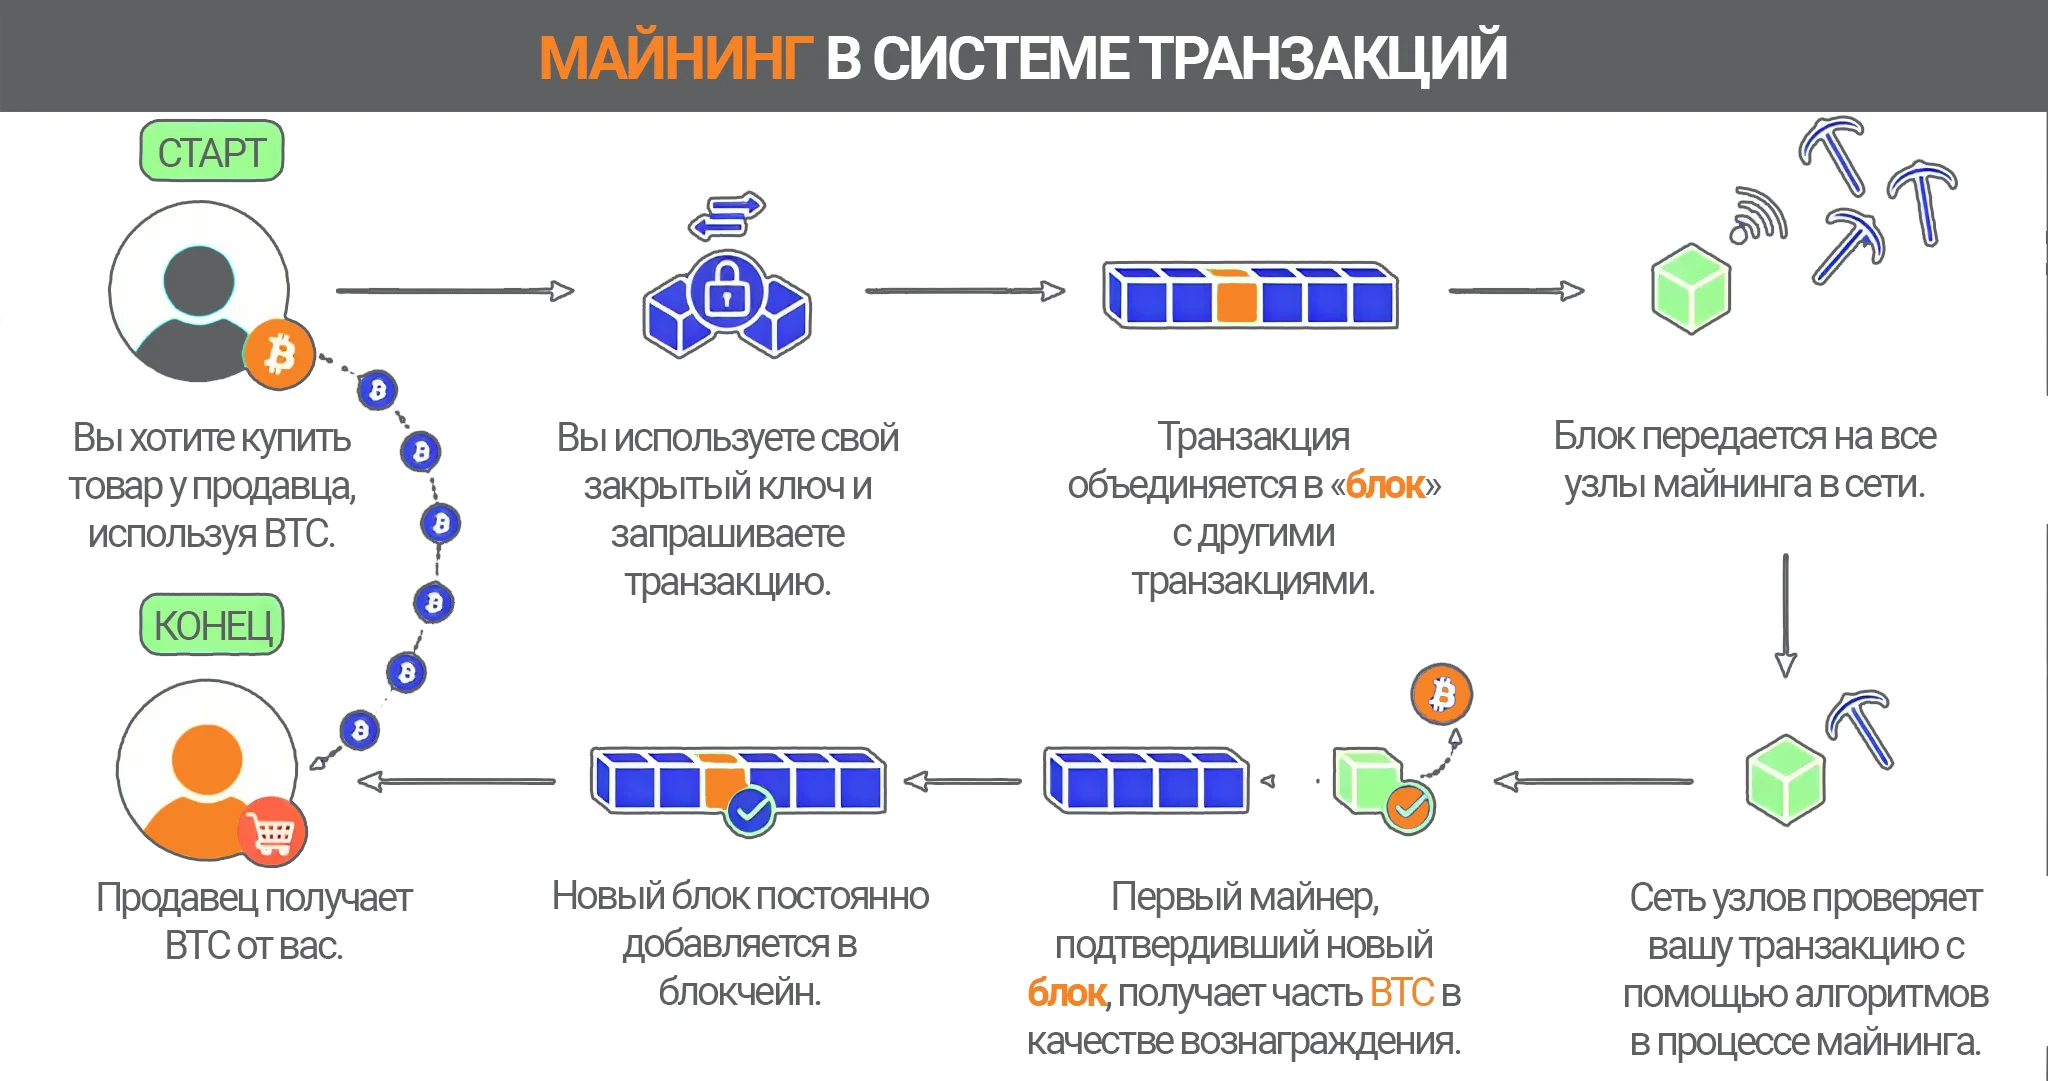 МАЙНИНГ В СИСТЕМЕ ТРАНЗАКЦИЙ
СТАРТ
Вы хотите купить
товар у продавца,
используя BTC.
Вы используете свой
закрытый ключ и
запрашиваете
транзакцию.
Транзакция
объединяется в «блок»
с другими
транзакциями.
Блок передается на все
узлы майнинга в сети.
Сеть узлов проверяет
вашу транзакцию с
помощью алгоритмов
в процессе майнинга.
Первый майнер,
подтвердивший новый
блок, получает часть BTC в
качестве вознаграждения.
Новый блок постоянно
добавляется в
блокчейн.
КОНЕЦ
Продавец получает
BTC от вас.